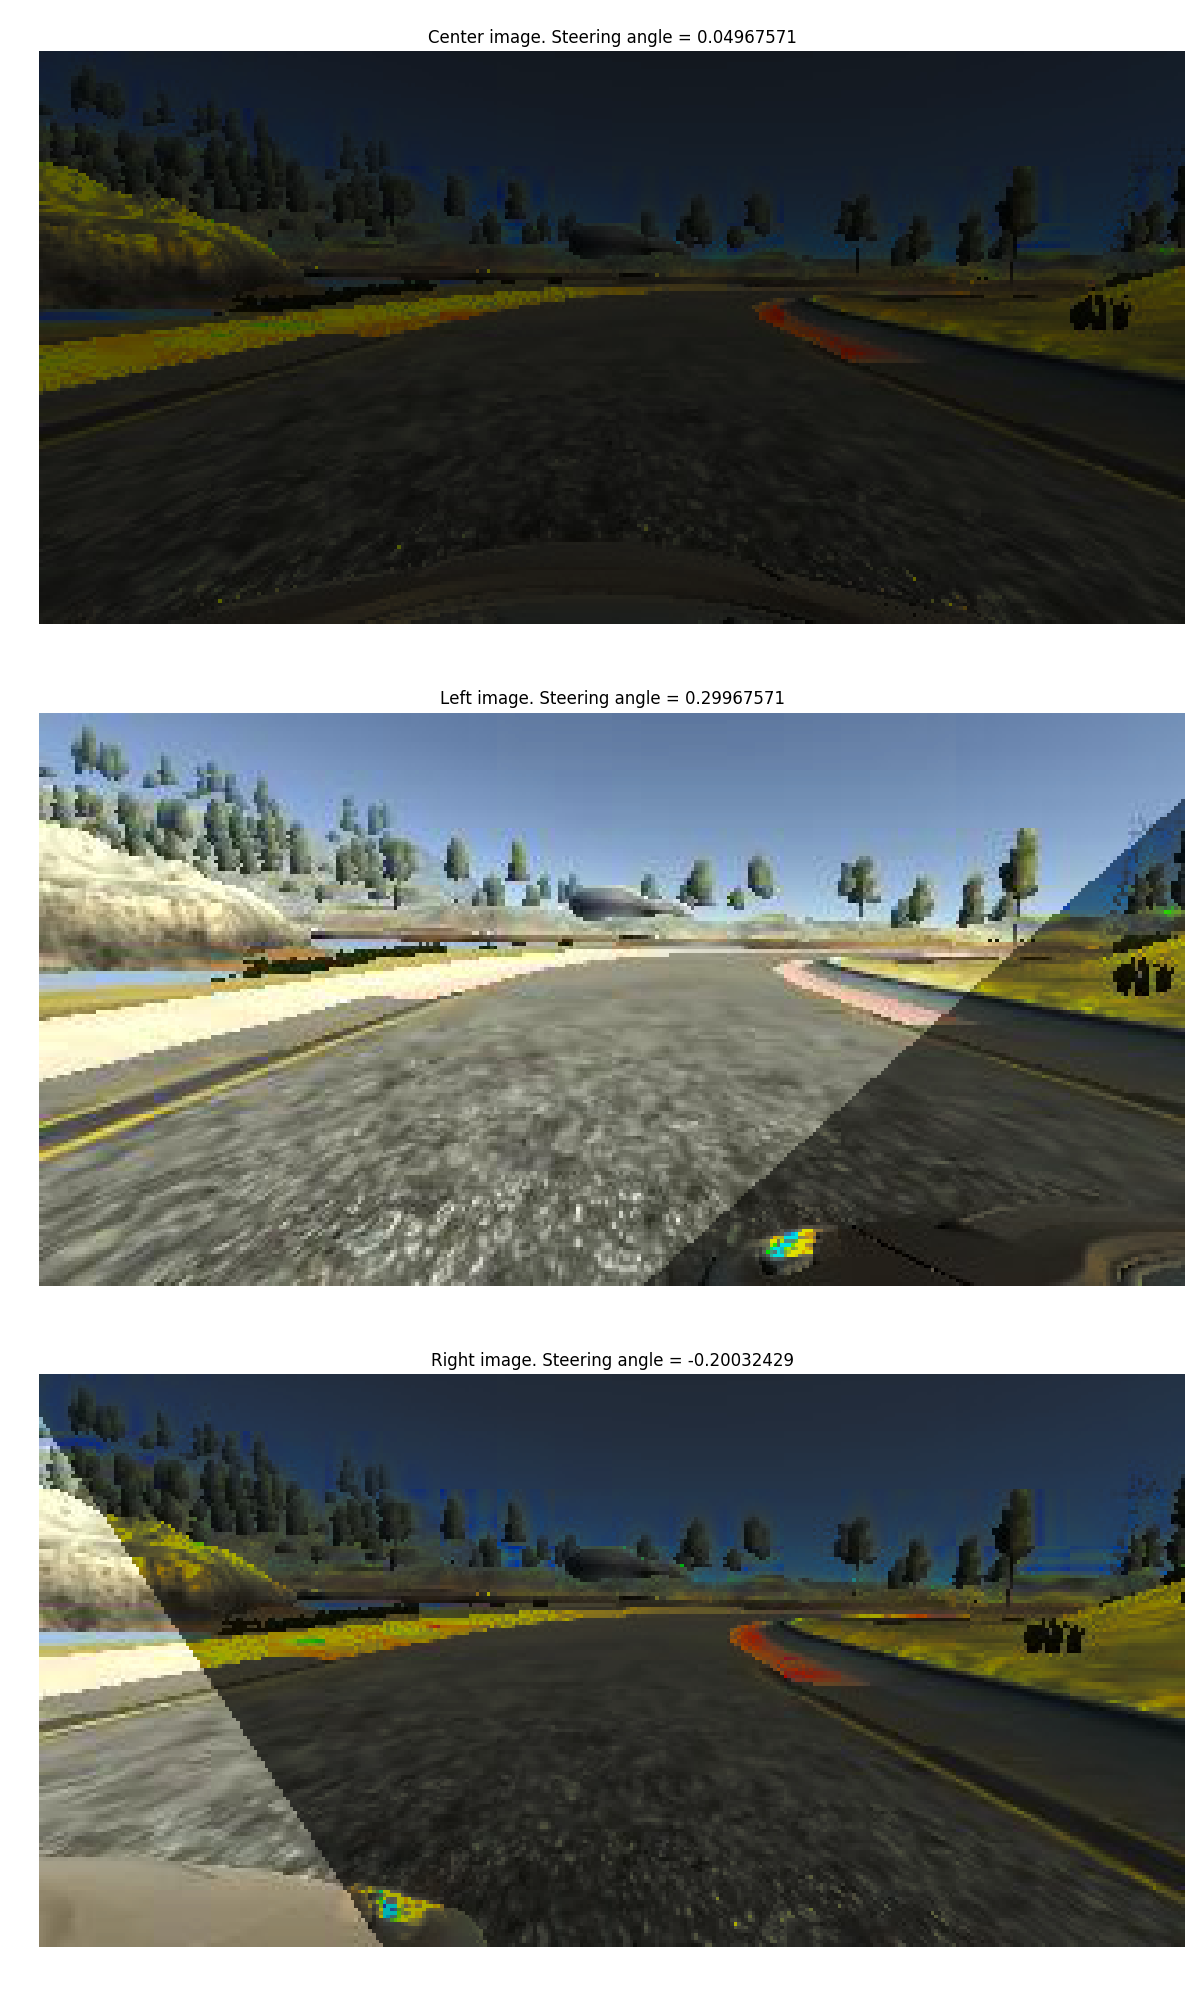 Center image. Steering angle = 0.04967571
Left image. Steering angle = 0.29967571
Right image. Steering angle = -0.20032429